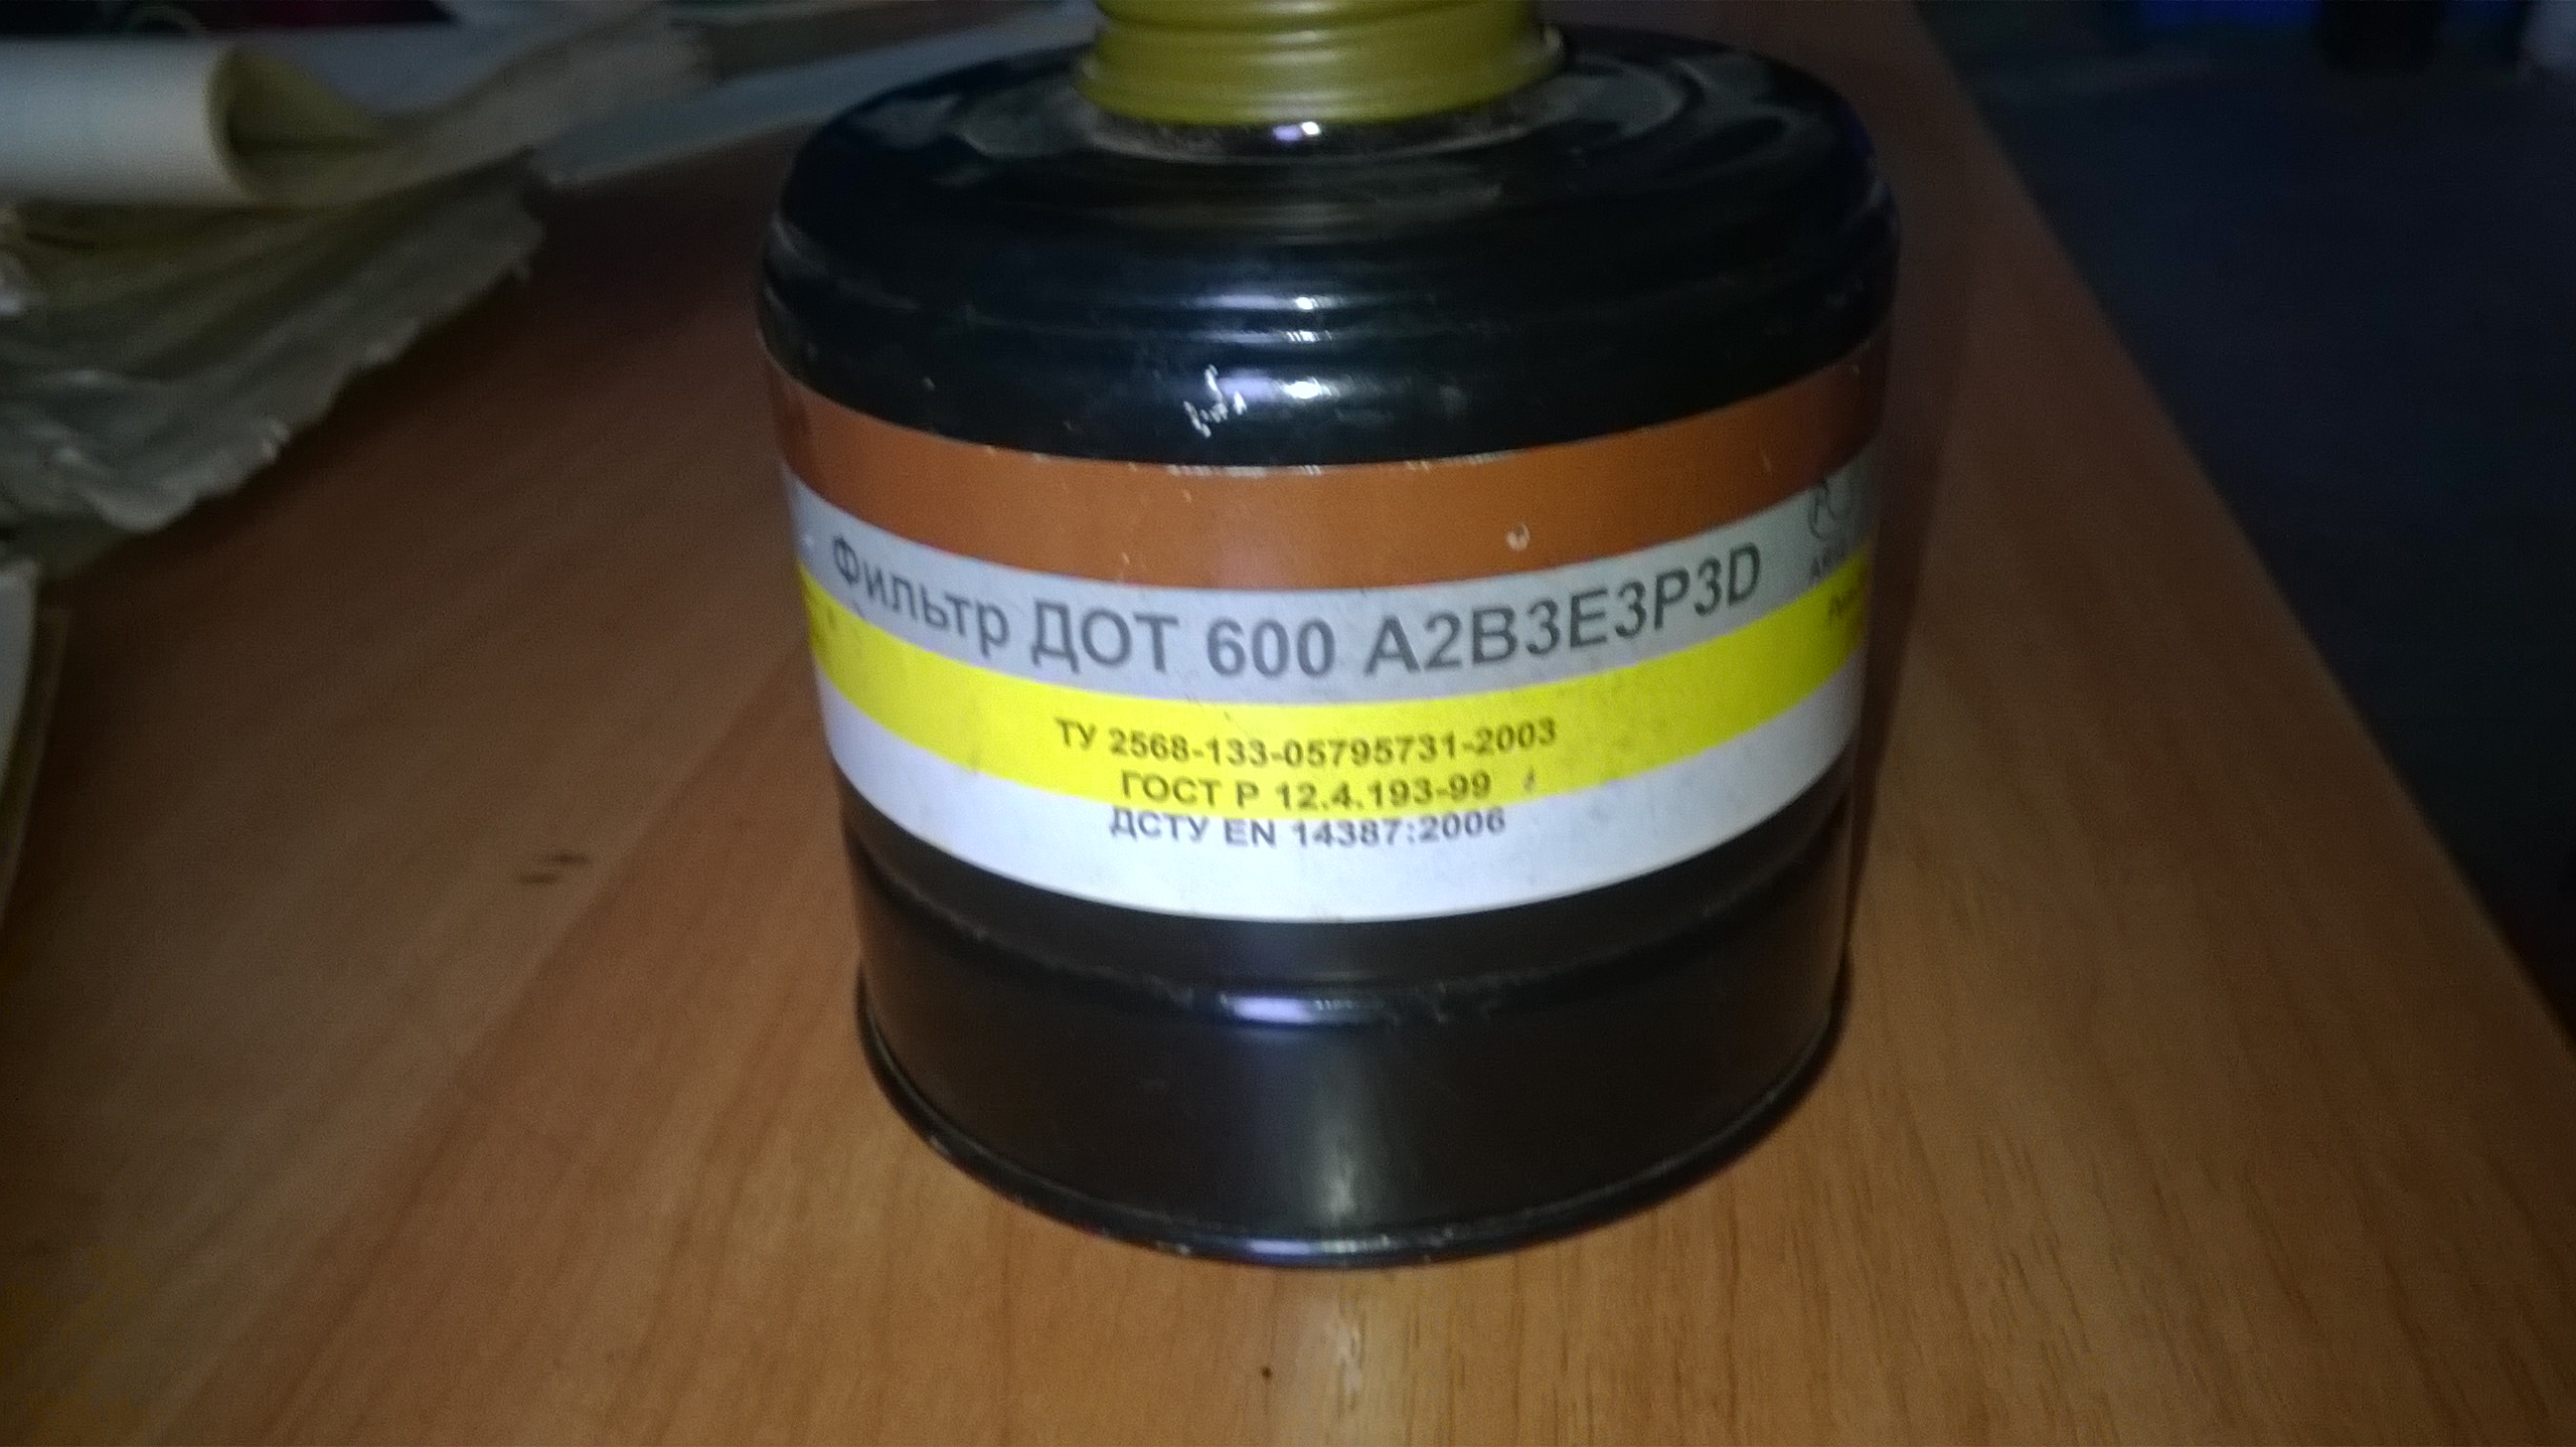 Фильтр ДОТ 600 A2B3E3P3D
ТУ 2568-133-05795731-2003
ГОСТ Р 12.4.193-99
ДСТУ EN 14387:2006